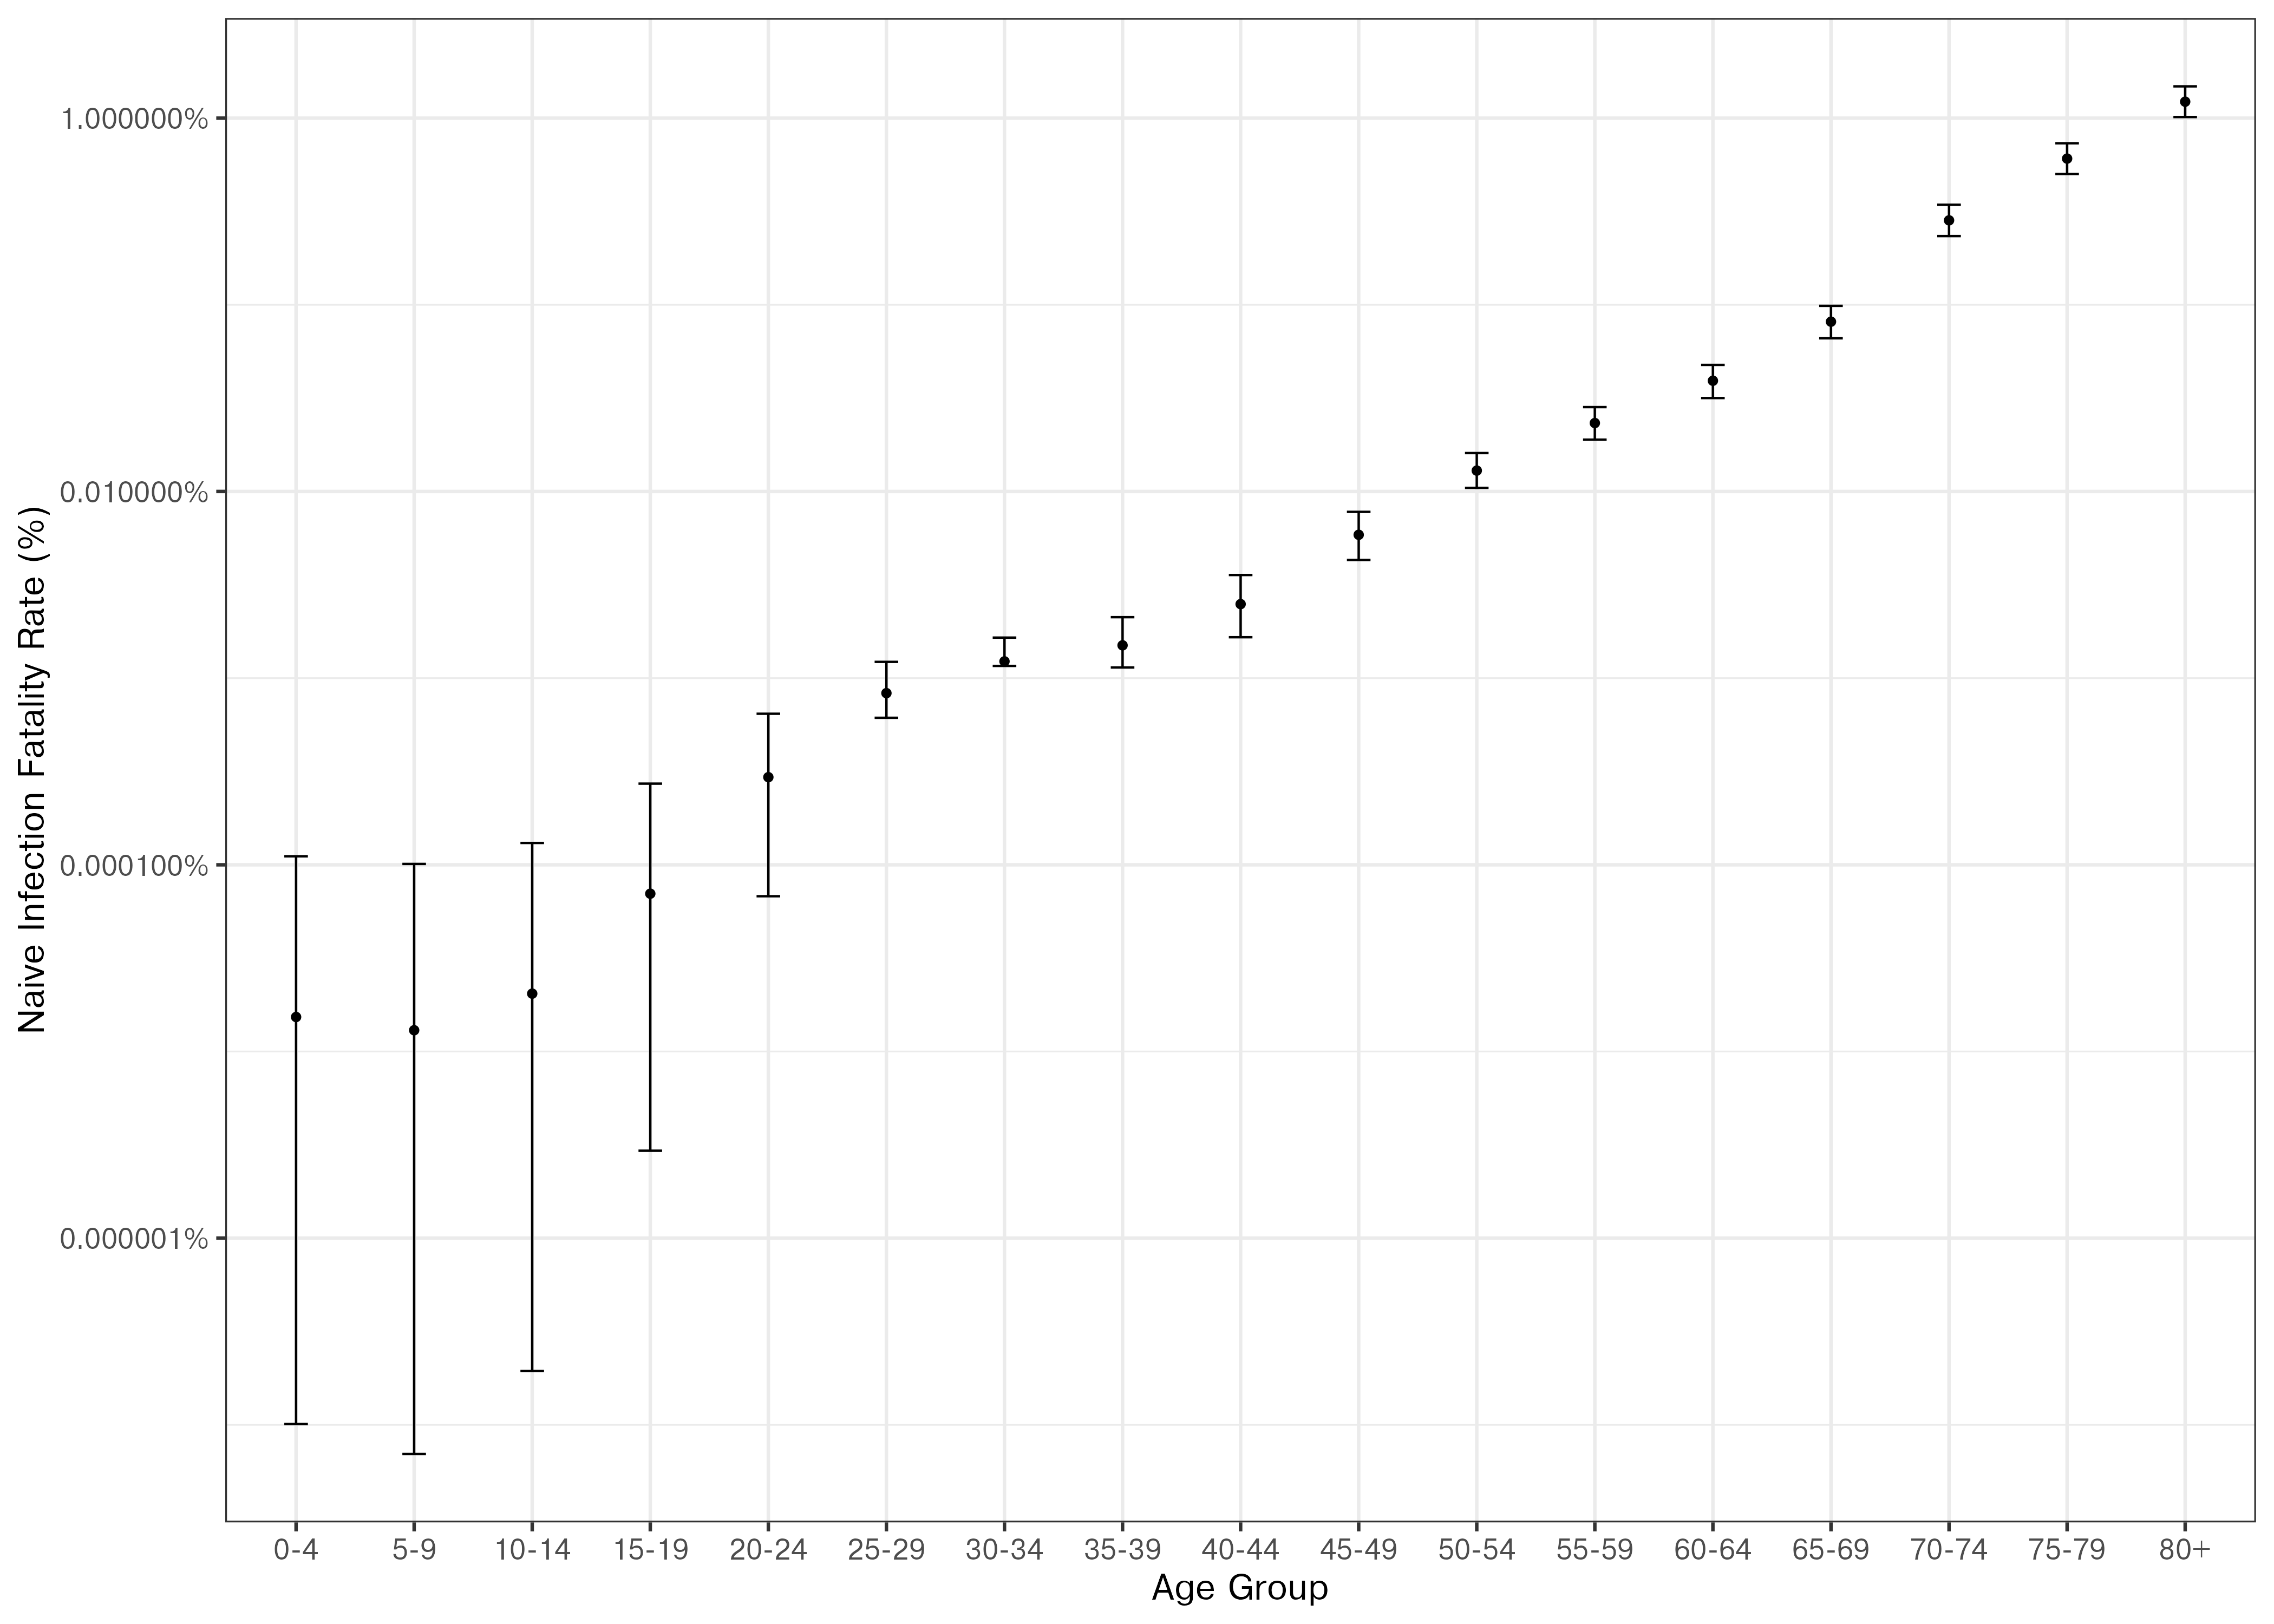 Naive Infection Fatality Rate (%)
1.000000%
0.010000%
0.000100%
0.000001%
0-4 5-9 10-14 15-19 20-24 25-29 30-34 35-39 40-44 45-49 50-54 55-59 60-64 65-69 70-74 75-79 80+
Age Group